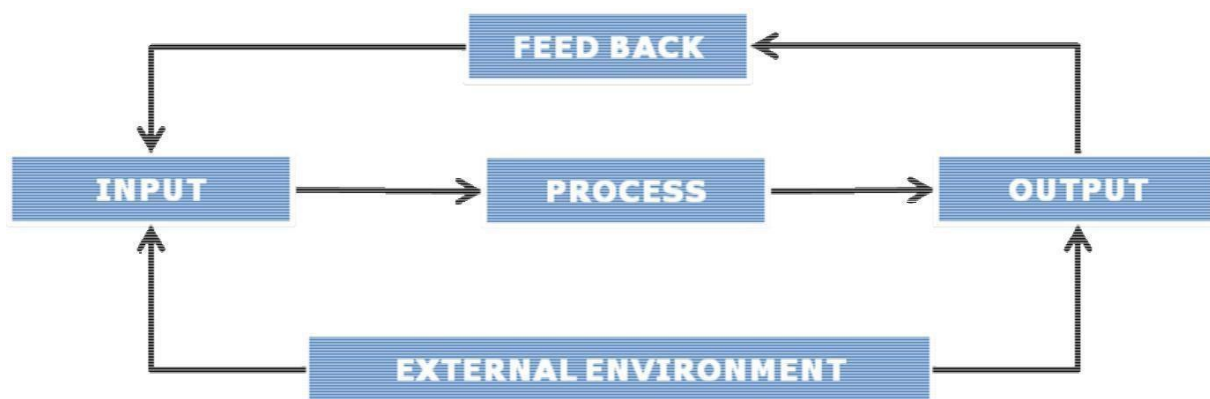 FEED BACK
INPUT
PROCESS
OUTPUT
EXTERNAL ENVIRONMENT